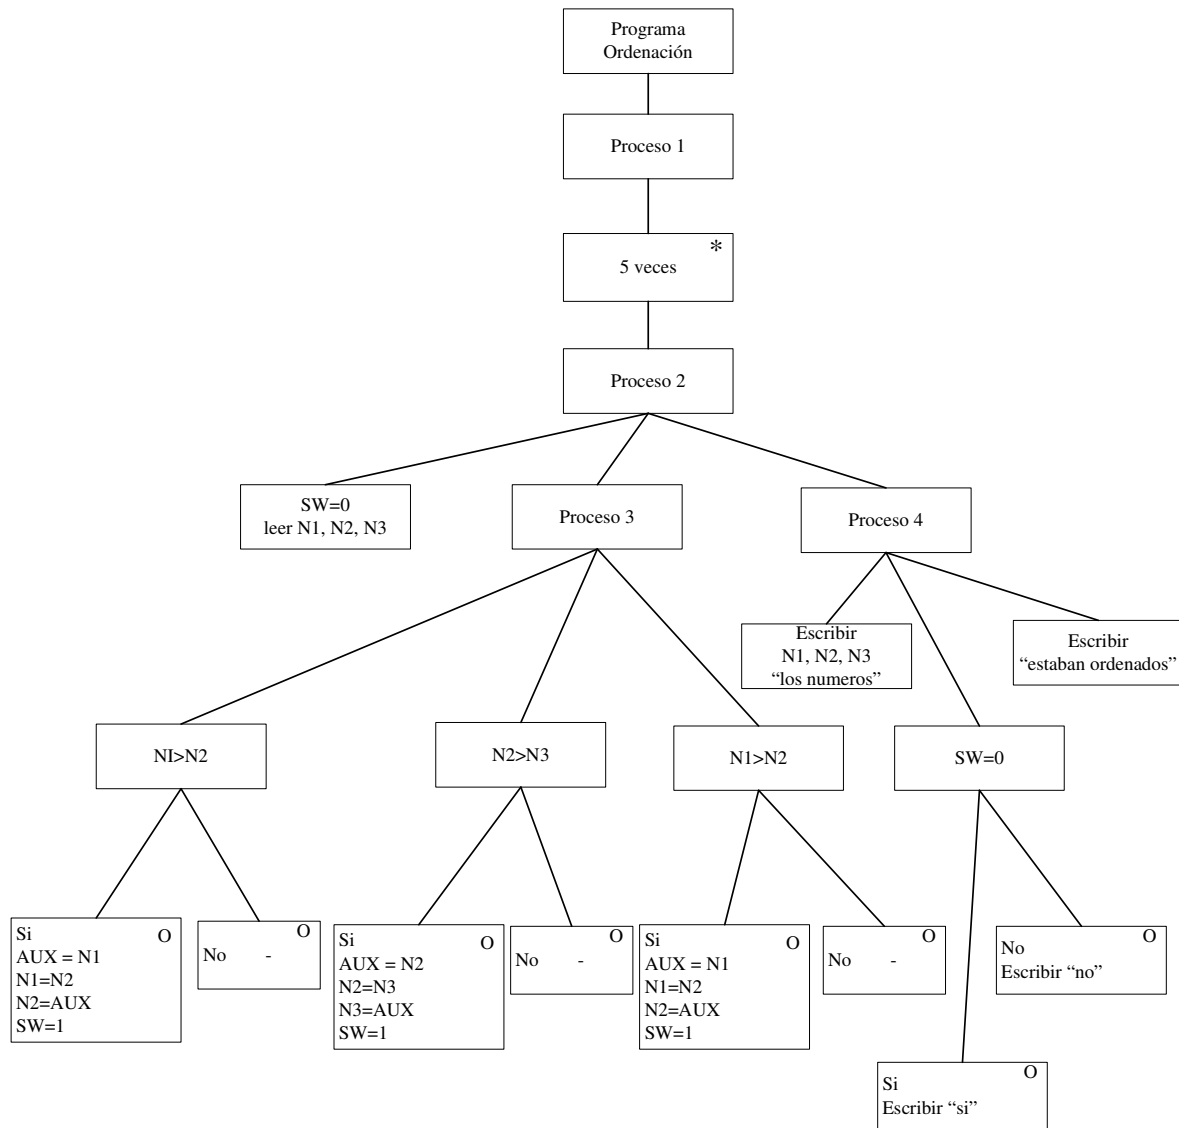 Programa
Ordenación
Proceso 1
*
5 veces
Proceso 2
SW=0
leer N1, N2, N3
Proceso 3
Proceso 4
Escribir
N1, N2, N3
“los numeros”
Escribir
“estaban ordenados”
NI>N2
N2>N3
N1>N2
SW=0
Si O
AUX = N1
N1=N2
N2=AUX
SW=1
O
No -
Si O
AUX = N2
N2=N3
N3=AUX
SW=1
O
No -
Si O
AUX = N1
N1=N2
N2=AUX
SW=1
O
No -
O
No
Escribir “no”
O
Si
Escribir “si”